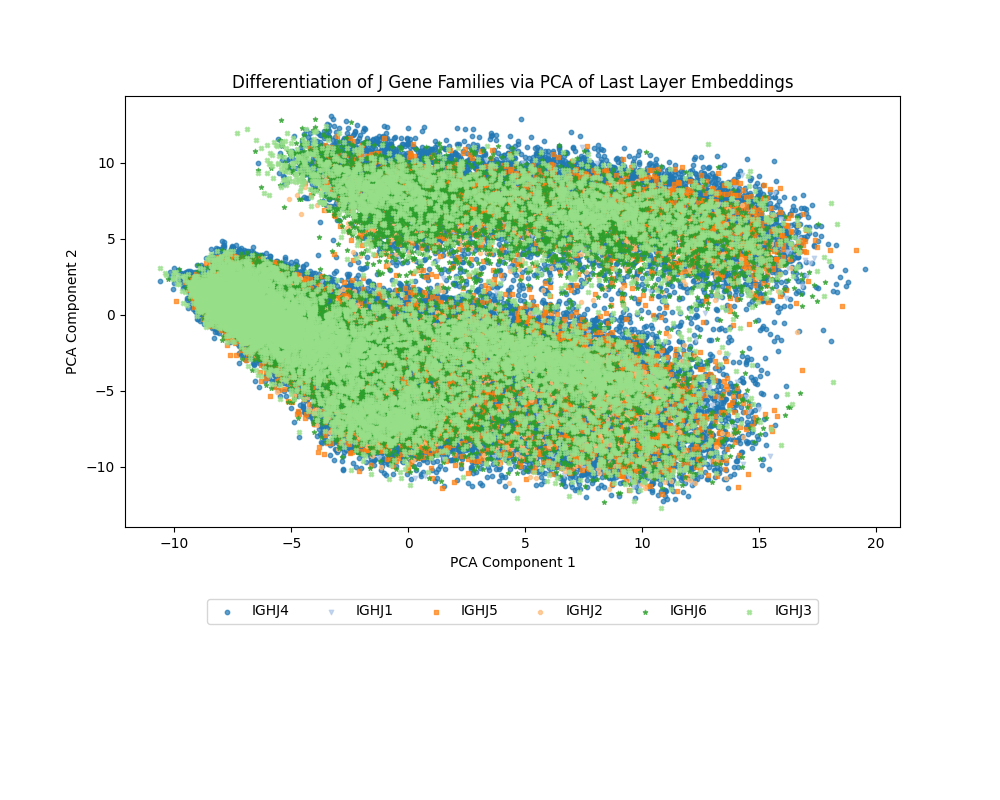 Differentiation of J Gene Families via PCA of Last Layer Embeddings
PCA Component 2
10
5
0
−5
−10
−10 −5 0 5 10 15 20
PCA Component 1
IGHJ4 IGHJ1 IGHJ5 IGHJ2 IGHJ6 IGHJ3